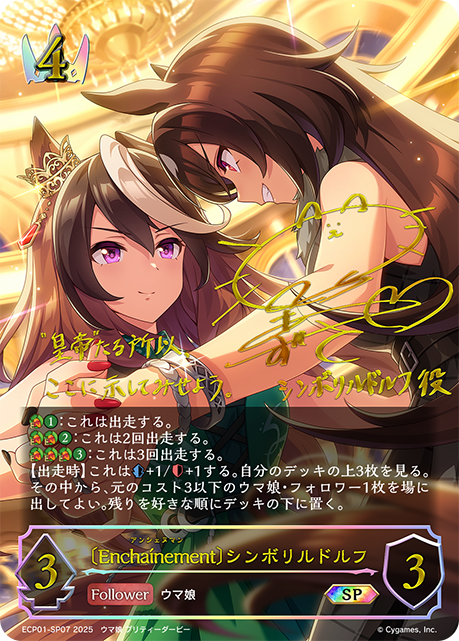 4
"皇帝"たる所以、
ここに示してみせよう。
シンボリルドルフ役
1:これは出走する。
2:これは2回出走する。
3:これは3回出走する。
【出走時】これは+1/+1する。自分のデッキの上3枚を見る。
その中から、元のコスト3以下のウマ娘・フォロワー1枚を場に
出してよい。残りを好きな順にデッキの下に置く。
アンシェヌマン
〔Enchaînement〕シンボリルドルフ
3
3
Follower
ウマ娘
SP
ECP01-SP07 2025 ウマ娘 プリティーダービー
© Cygames, Inc.